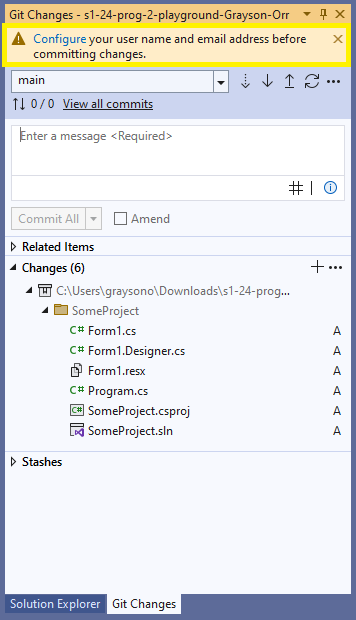 Git Changes - s1-24-prog-2-playground-Grayson-Orr
Configure your user name and email address before
committing changes.
main
0 / 0 View all commits
Enter a message <Required>
Commit All Amend
Related Items
Changes (6)
C:\Users\graysono\Downloads\s1-24-prog...
SomeProject
C# Form1.cs A
C# Form1.Designer.cs A
Form1.resx A
C# Program.cs A
C# SomeProject.csproj A
SomeProject.sln A
Stashes
Solution Explorer Git Changes